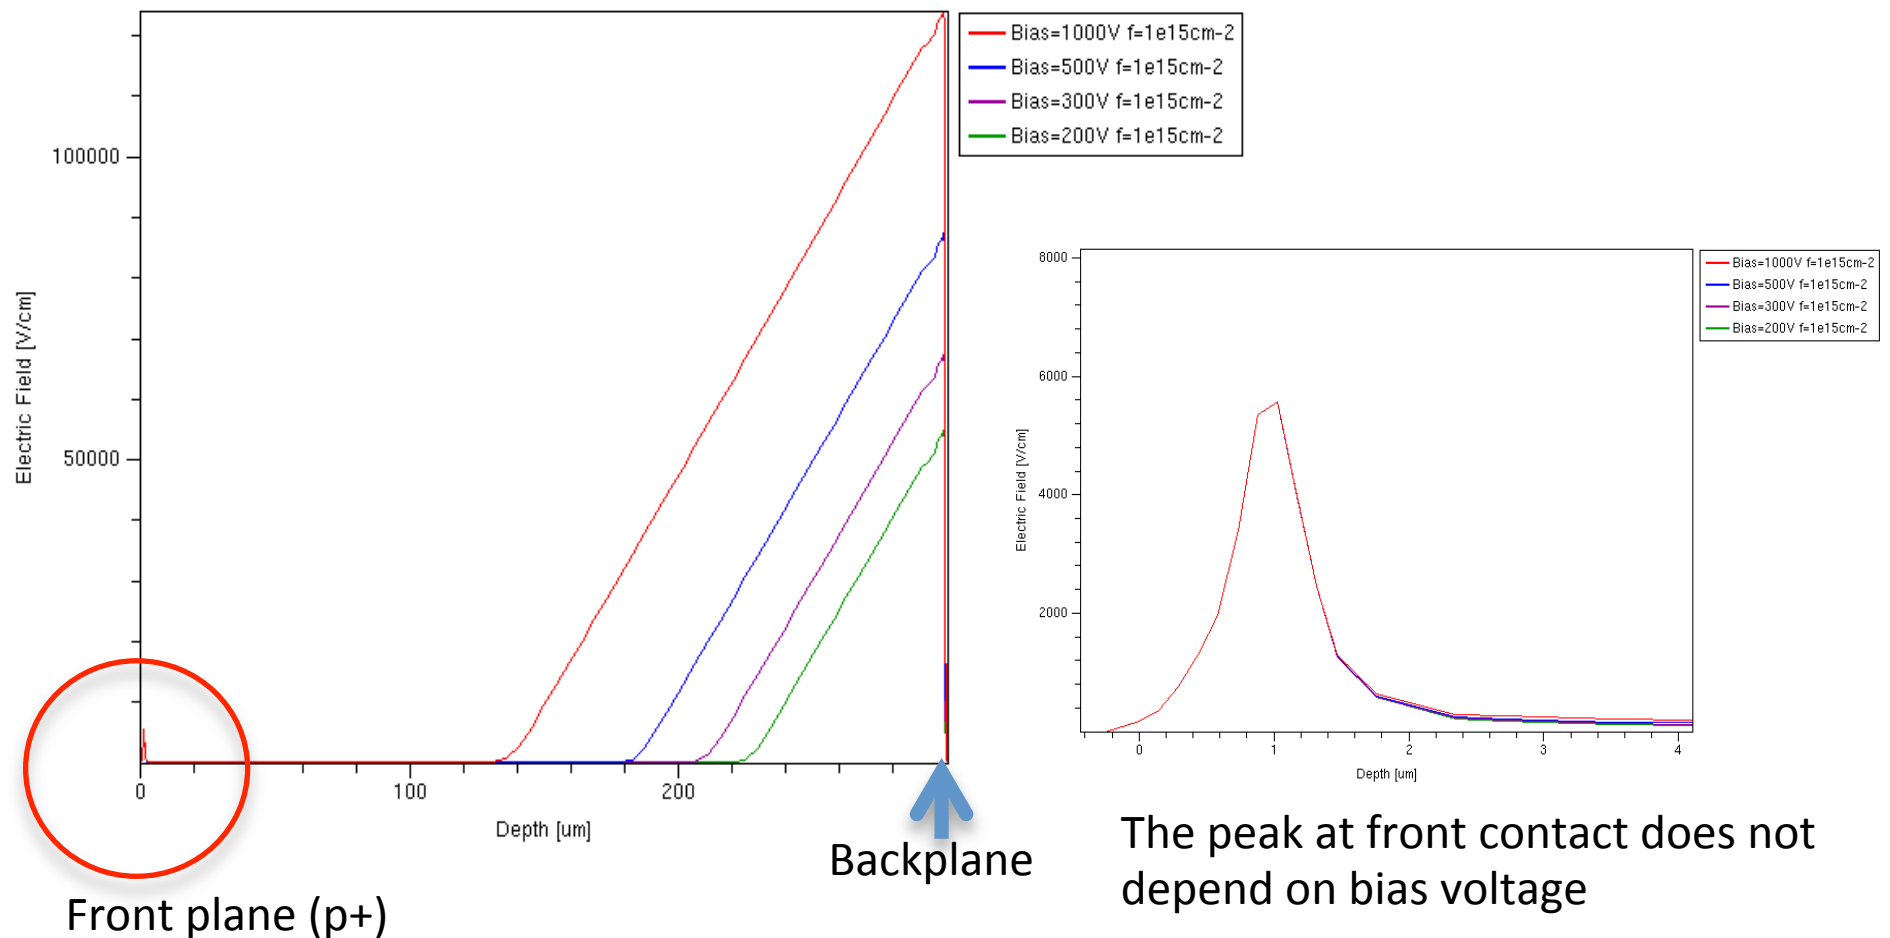 Bias=1000V f=1e15cm-2
Bias=500V f=1e15cm-2
Bias=300V f=1e15cm-2
Bias=200V f=1e15cm-2
100000
50000
Electric Field [V/cm]
0
100
200
Depth [um]
Backplane
Front plane (p+)
Bias=1000V f=1e15cm-2
Bias=500V f=1e15cm-2
Bias=300V f=1e15cm-2
Bias=200V f=1e15cm-2
8000
6000
4000
2000
Electric Field [V/cm]
0
1
2
3
4
Depth [um]
The peak at front contact does not
depend on bias voltage